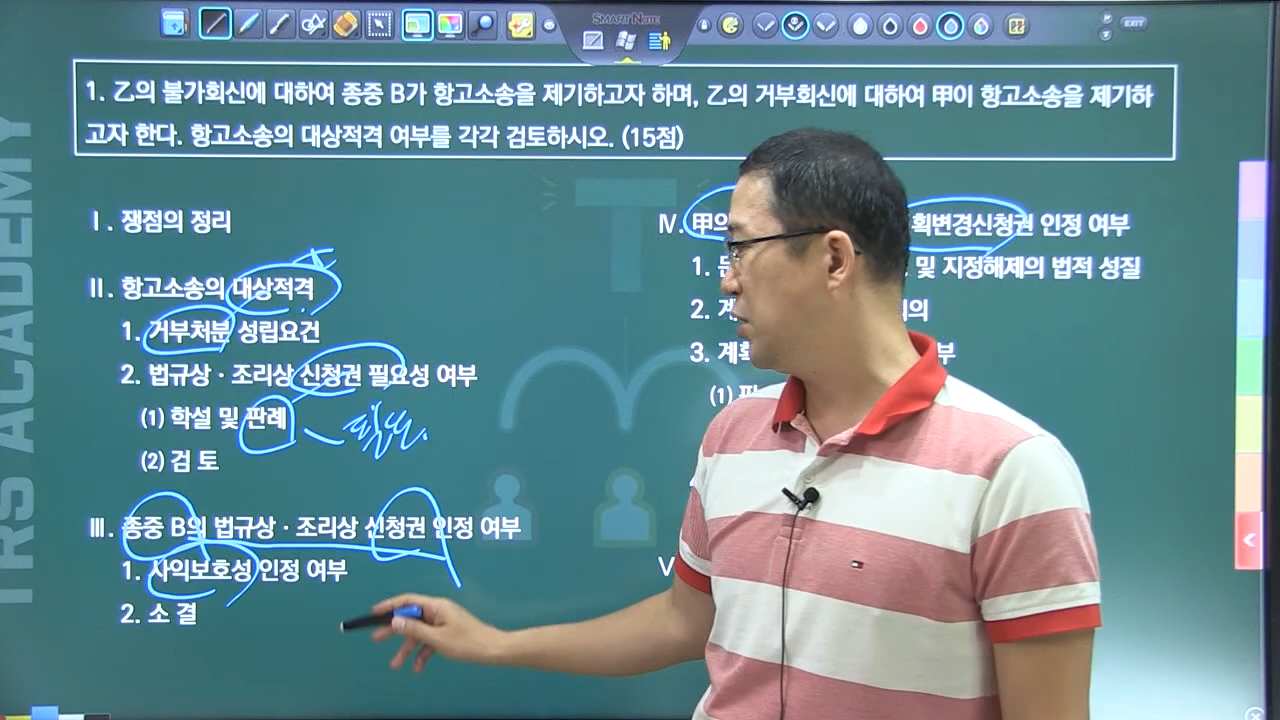 SMARTNOTE
EXIT
1. 乙의 불가회신에 대하여 종중 B가 항고소송을 제기하고자 하며, 乙의 거부회신에 대하여 甲이 항고소송을 제기하
고자 한다. 항고소송의 대상적격 여부를 각각 검토하시오. (15점)
Ⅰ. 쟁점의 정리
Ⅱ. 항고소송의 대상적격
1. 거부처분 성립요건
2. 법규상 · 조리상 신청권 필요성 여부
(1) 학설 및 판례
필요.
(2) 검 토
Ⅲ. 종중 B의 법규상 · 조리상 신청권 인정 여부
1. 사익보호성 인정 여부
2. 소 결
Ⅳ. 甲의 획변경신청권 인정 여부
1. 및 지정해제의 법적 성질
2. 계
3. 계획
(1) 판
Ⅴ
TRS ACADEMY